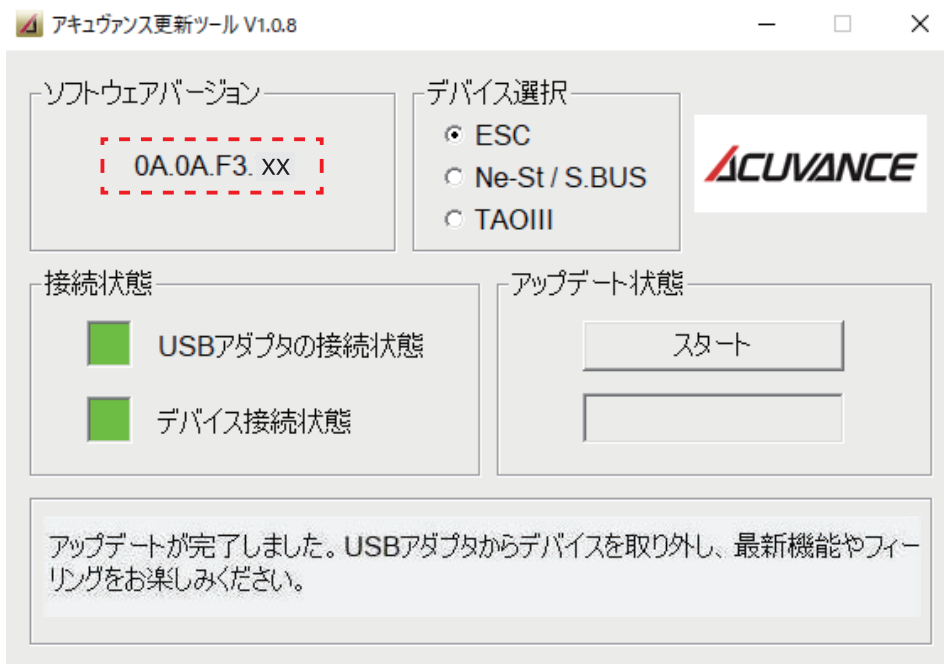 アキュヴァンス更新ツール V1.0.8
ソフトウェアバージョン
0A.0A.F3. XX
デバイス選択
ESC
Ne-St / S.BUS
TAOIII
ACUVANCE
接続状態
USBアダプタの接続状態
デバイス接続状態
アップデート状態
スタート
アップデートが完了しました。USBアダプタからデバイスを取り外し、最新機能やフィー
リングをお楽しみください。